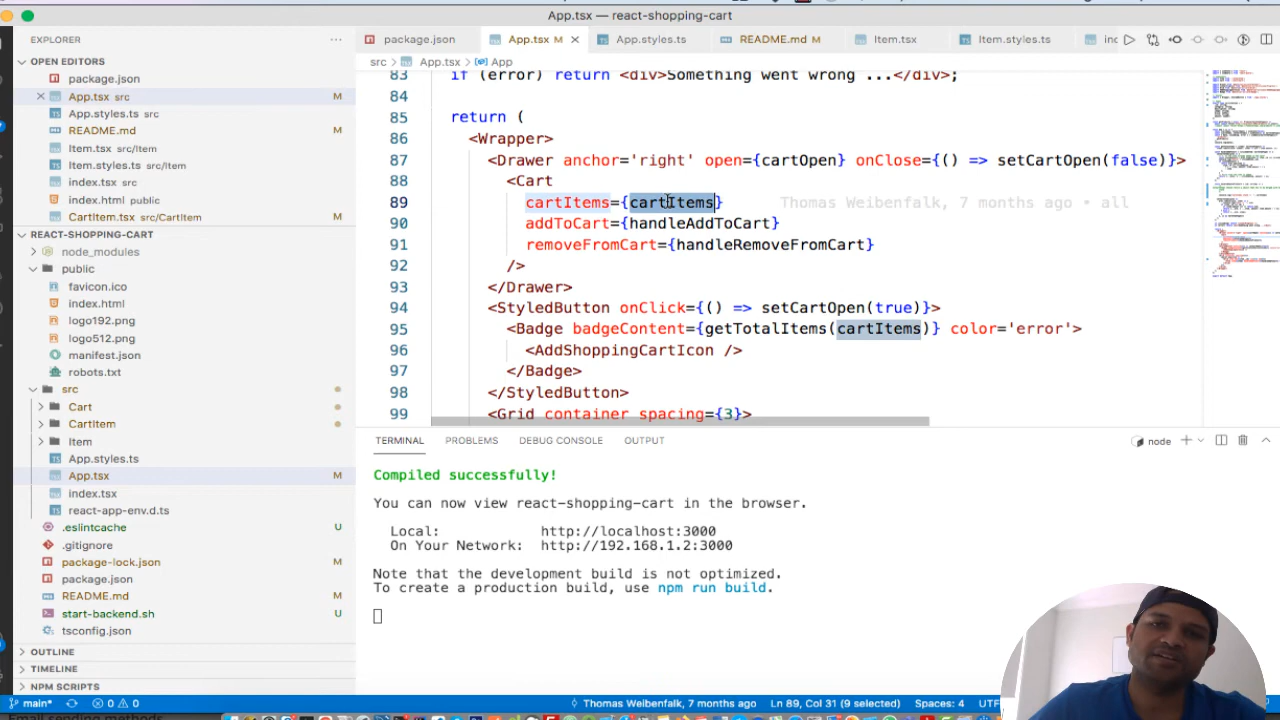 App.tsx — react-shopping-cart
EXPLORER
OPEN EDITORS
package.json
App.tsx src M
App.styles.ts src
README.md M
Item.tsx src/Item
Item.styles.ts src/Item
index.tsx src
index.html public
CartItem.tsx src/CartItem M
REACT-SHOPPING-CART
node_modules
public
favicon.ico
index.html
logo192.png
logo512.png
manifest.json
robots.txt
src
Cart
CartItem
Item
App.styles.ts
App.tsx M
index.tsx
react-app-env.d.ts
.eslintcache U
.gitignore
package-lock.json M
package.json
README.md M
start-backend.sh U
tsconfig.json
OUTLINE
TIMELINE
NPM SCRIPTS
package.json
App.tsx M
App.styles.ts
README.md M
Item.tsx
Item.styles.ts
src > App.tsx > App
83 if (error) return <div>Something went wrong ...</div>;
84
85 return (
86 <Wrapper>
87 <Drawer anchor='right' open={cartOpen} onClose={() => setCartOpen(false)}>
88 <Cart
89 cartItems={cartItems} Weibenfalk, 7 months ago • all
90 addToCart={handleAddToCart}
91 removeFromCart={handleRemoveFromCart}
92 />
93 </Drawer>
94 <StyledButton onClick={() => setCartOpen(true)}>
95 <Badge badgeContent={getTotalItems(cartItems)} color='error'>
96 <AddShoppingCartIcon />
97 </Badge>
98 </StyledButton>
99 <Grid container spacing={3}>
TERMINAL PROBLEMS DEBUG CONSOLE OUTPUT
node
Compiled successfully!
You can now view react-shopping-cart in the browser.
Local: http://localhost:3000
On Your Network: http://192.168.1.2:3000
Note that the development build is not optimized.
To create a production build, use npm run build.
main* 0 0 Thomas Weibenfalk, 7 months ago Ln 89, Col 31 (9 selected) Spaces: 4